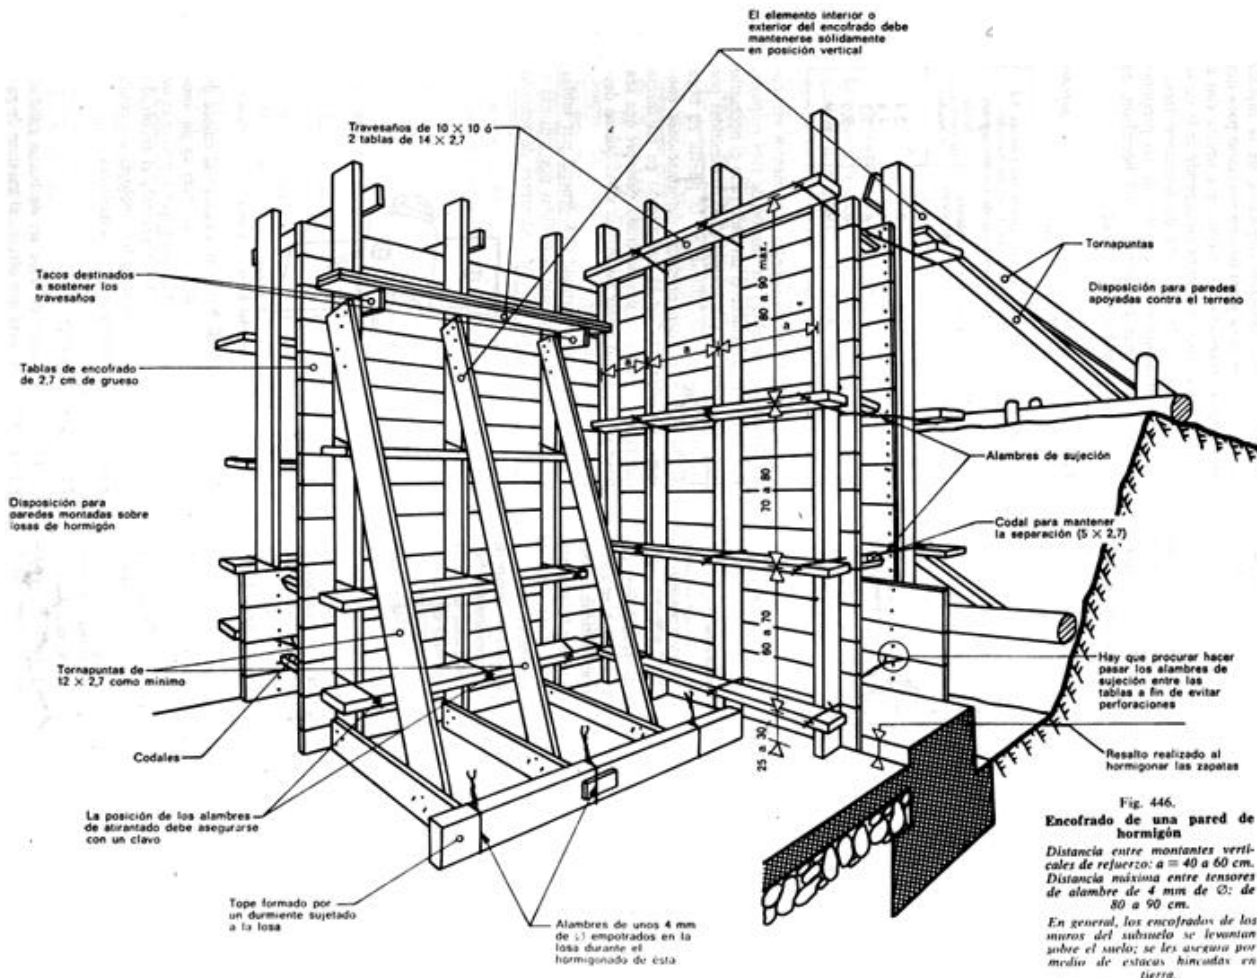 El elemento interior o
exterior del encofrado debe
mantenerse sólidamente
en posición vertical
Travesaños de 10 × 10 ó
2 tablas de 14 × 2,7
Tornapuntas
Disposición para paredes
apoyadas contra el terreno
Tacos destinados
a sostener los
travesaños
Tablas de encofrado
de 2,7 cm de grueso
80 a 90 max.
a
a
a
Alambres de sujeción
70 a 80
Disposición para
paredes montadas sobre
losas de hormigón
Codal para mantener
la separación (5 × 2,7)
60 a 70
Tornapuntas de
12 × 2,7 como mínimo
Hay que procurar hacer
pasar los alambres de
sujeción entre las
tablas a fin de evitar
perforaciones
25 a 30
Codales
Resalto realizado al
hormigonar las zapatas
La posición de los alambres
de atirantado debe asegurarse
con un clavo
Tope formado por
un durmiente sujetado
a la losa
Alambres de unos 4 mm
de empotrados en la
losa durante el
hormigonado de ésta
Fig. 446.
Encofrado de una pared de
hormigón
Distancia entre montantes verti-
cales de refuerzo: a = 40 a 60 cm.
Distancia máxima entre tensores
de alambre de 4 mm de Ø: de
80 a 90 cm.
En general, los encofrados de los
muros del subsuelo se levantan
sobre el suelo; se les asegura por
medio de estacas hincadas en
tierra